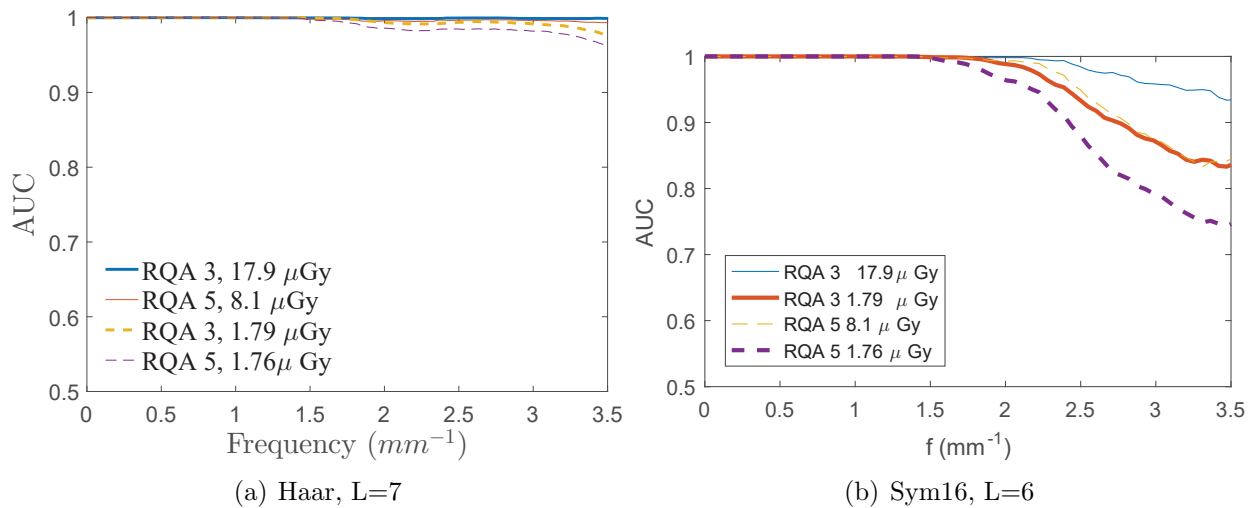 1
0.9
0.8
0.7
0.6
0.5
AUC
RQA 3, 17.9 μGy
RQA 5, 8.1 μGy
RQA 3, 1.79 μGy
RQA 5, 1.76μ Gy
0 0.5 1 1.5 2 2.5 3 3.5
Frequency (mm⁻¹)
(a) Haar, L=7
1
0.9
0.8
0.7
0.6
0.5
AUC
RQA 3 17.9 μ Gy
RQA 3 1.79 μ Gy
RQA 5 8.1 μ Gy
RQA 5 1.76 μ Gy
0 0.5 1 1.5 2 2.5 3 3.5
f (mm⁻¹)
(b) Sym16, L=6